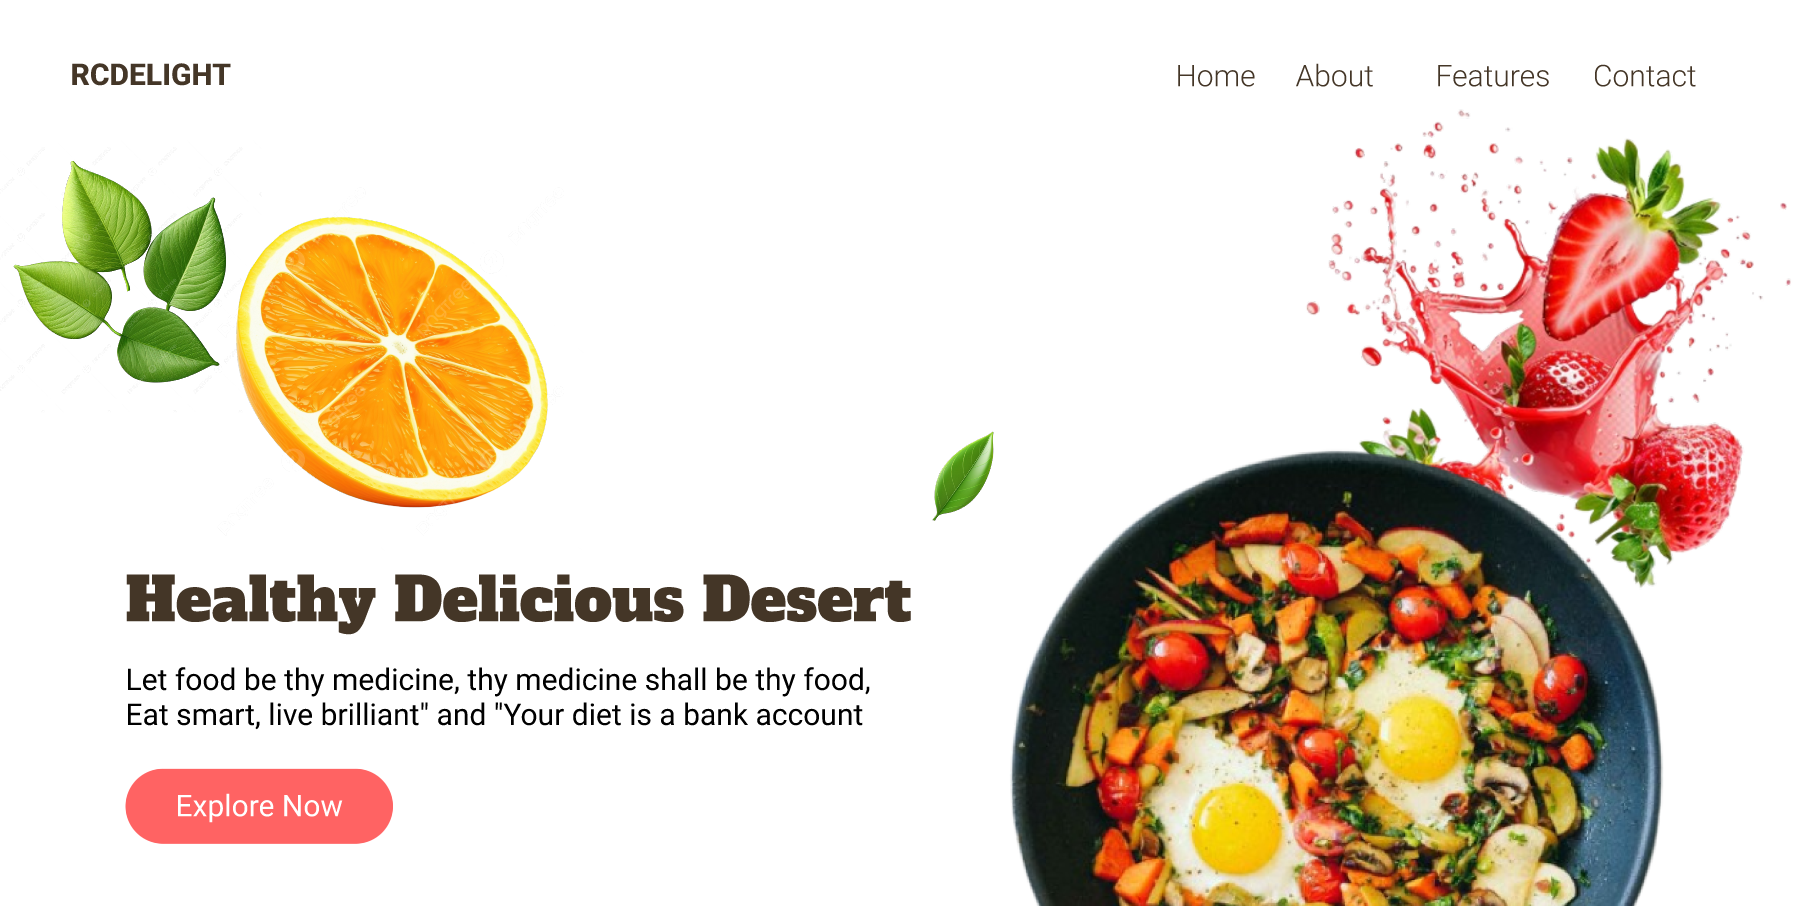 RCDELIGHT
Home About Features Contact
Healthy Delicious Desert
Let food be thy medicine, thy medicine shall be thy food,
Eat smart, live brilliant" and "Your diet is a bank account
Explore Now